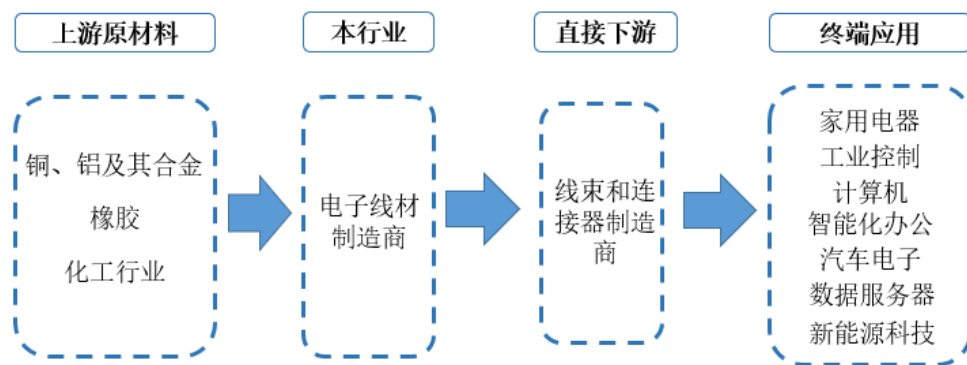 上游原材料
本行业
直接下游
终端应用
铜、铝及其合金
橡胶
化工行业
电子线材
制造商
线束和连
接器制造
商
家用电器
工业控制
计算机
智能化办公
汽车电子
数据服务器
新能源科技